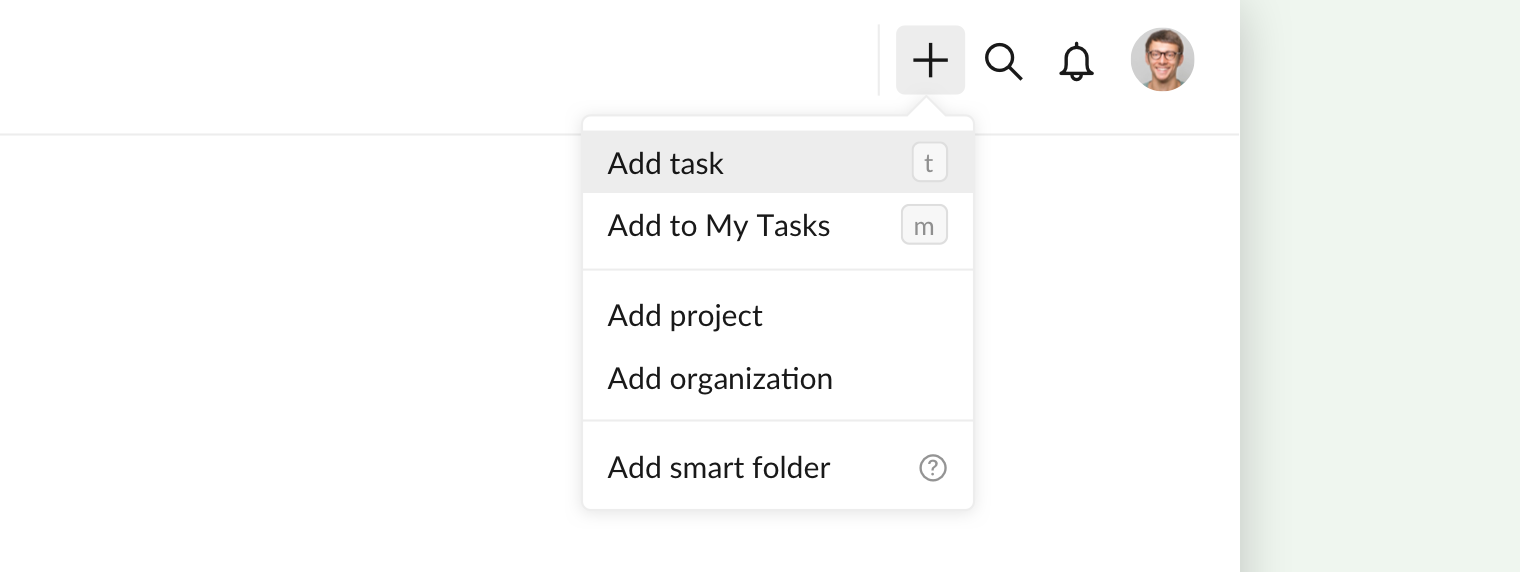 Add task t
Add to My Tasks m
Add project
Add organization
Add smart folder ?